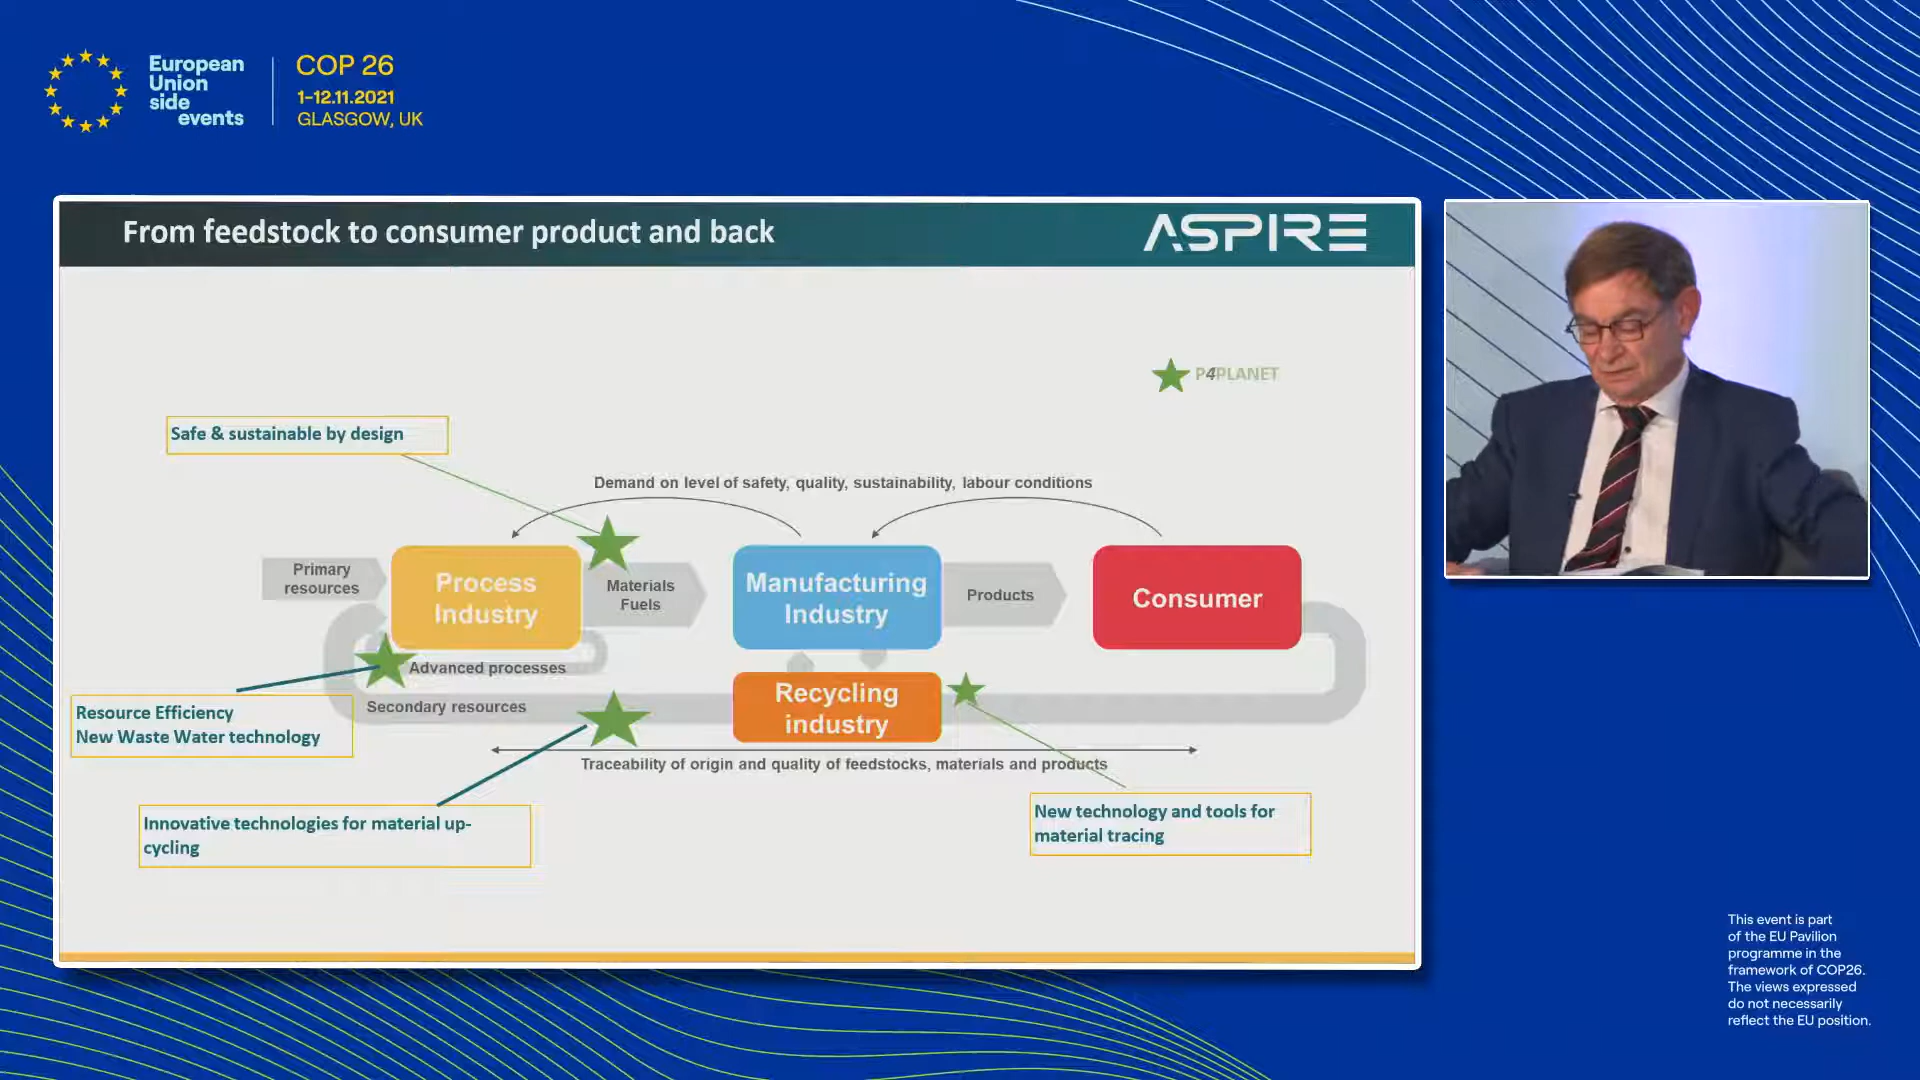 European
Union
side
events
COP 26
1-12.11.2021
GLASGOW, UK
From feedstock to consumer product and back
ASPIRE
P4PLANET
Safe & sustainable by design
Demand on level of safety, quality, sustainability, labour conditions
Primary
resources
Process
Industry
Materials
Fuels
Manufacturing
Industry
Products
Consumer
Advanced processes
Secondary resources
Recycling
industry
Resource Efficiency
New Waste Water technology
Traceability of origin and quality of feedstocks, materials and products
Innovative technologies for material up-
cycling
New technology and tools for
material tracing
This event is part
of the EU Pavilion
programme in the
framework of COP26.
The views expressed
do not necessarily
reflect the EU position.